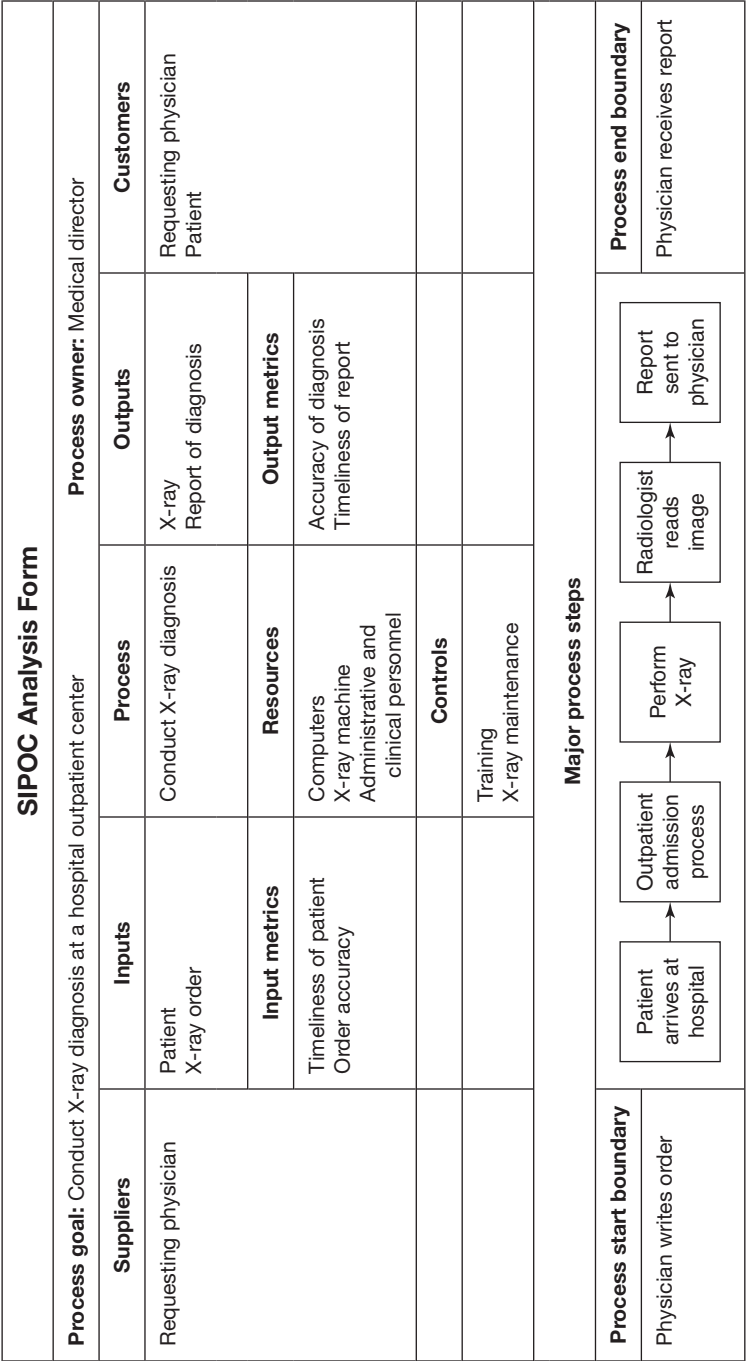 SIPOC Analysis Form
Process goal: Conduct X-ray diagnosis at a hospital outpatient center
Process owner: Medical director
Suppliers
Inputs
Process
Outputs
Customers
Requesting physician
Patient
X-ray order
Conduct X-ray diagnosis
X-ray
Report of diagnosis
Requesting physician
Patient
Input metrics
Resources
Output metrics
Timeliness of patient
Order accuracy
Computers
X-ray machine
Administrative and
clinical personnel
Accuracy of diagnosis
Timeliness of report
Controls
Training
X-ray maintenance
Major process steps
Process start boundary
Physician writes order
Patient
arrives at
hospital
Outpatient
admission
process
Perform
X-ray
Radiologist
reads
image
Report
sent to
physician
Process end boundary
Physician receives report